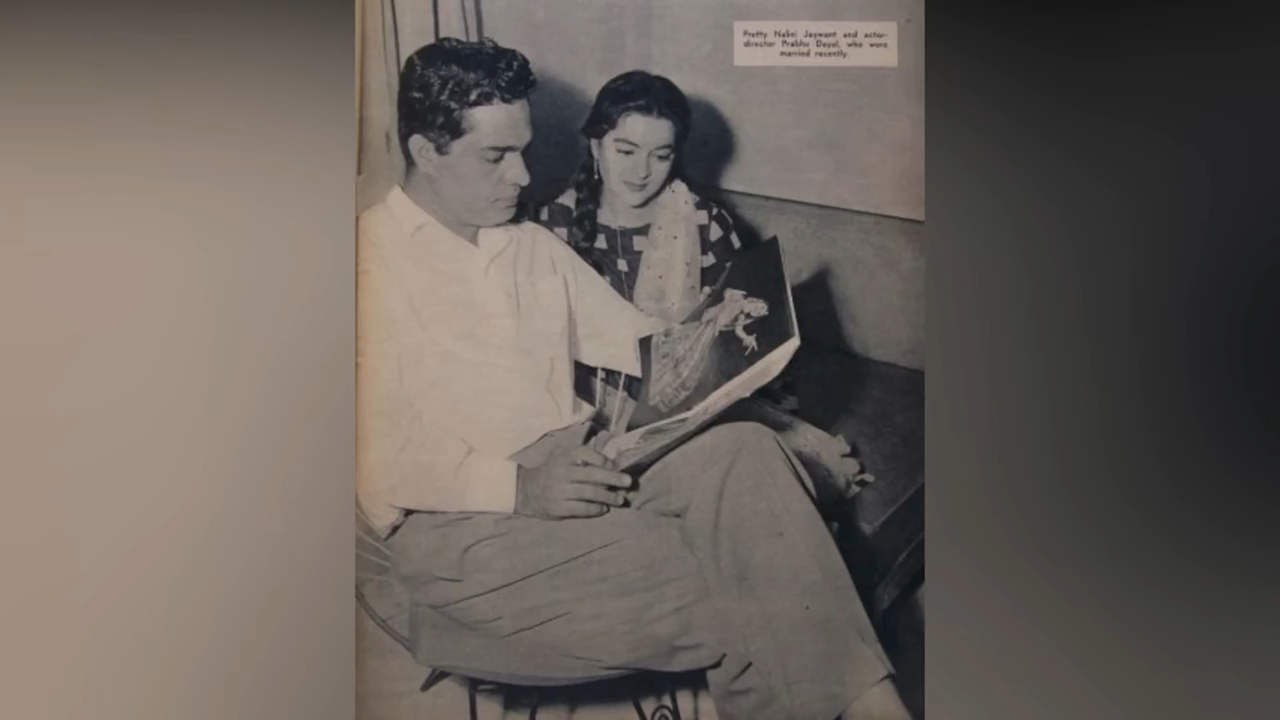 Pretty Nalini Jaywant and actor-
director Prabhu Dayal, who were
married recently.